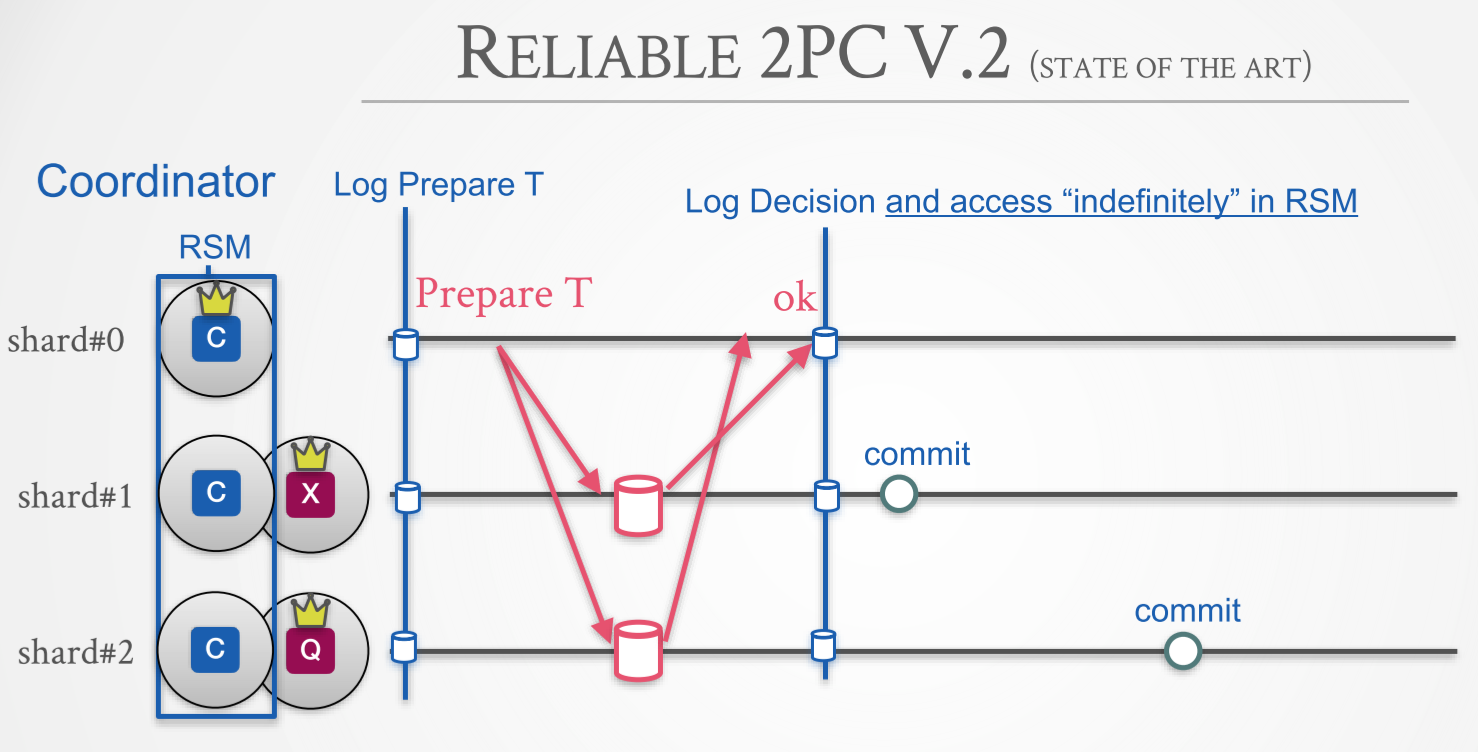 RELIABLE 2PC V.2 (STATE OF THE ART)
Coordinator
Log Prepare T
Log Decision and access “indefinitely” in RSM
RSM
Prepare T
ok
shard#0
C
commit
shard#1
C
X
commit
shard#2
C
Q